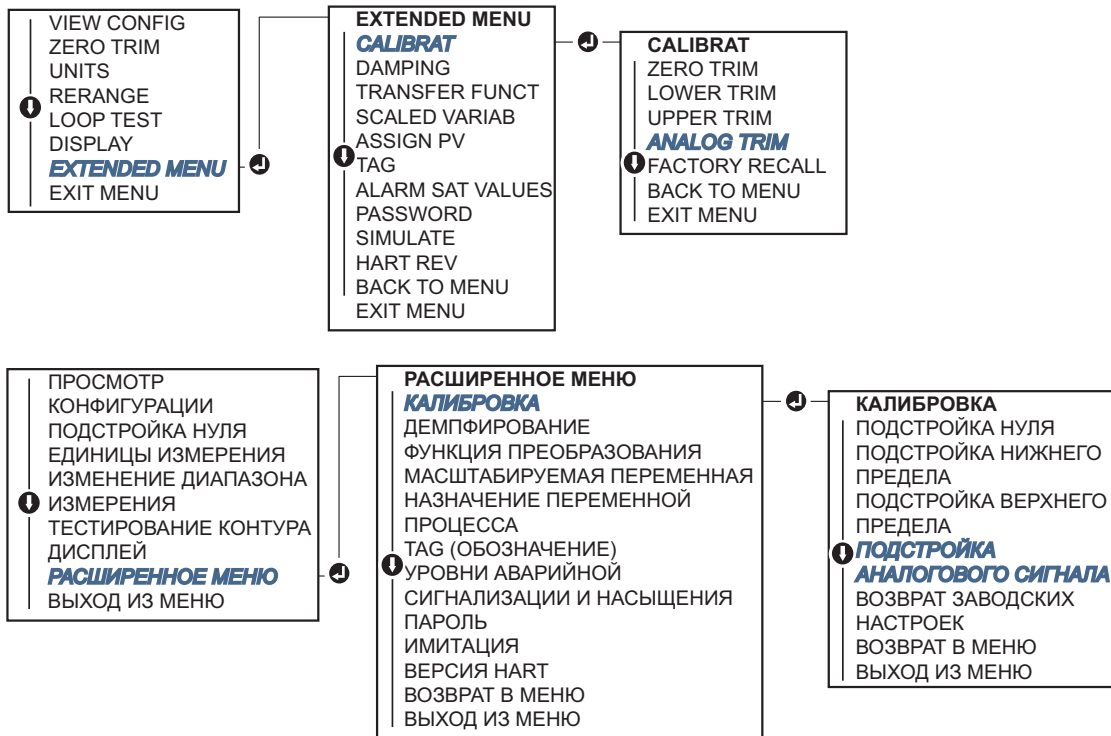 VIEW CONFIG
ZERO TRIM
UNITS
RERANGE
LOOP TEST
DISPLAY
EXTENDED MENU
EXIT MENU
EXTENDED MENU
CALIBRAT
DAMPING
TRANSFER FUNCT
SCALED VARIAB
ASSIGN PV
TAG
ALARM SAT VALUES
PASSWORD
SIMULATE
HART REV
BACK TO MENU
EXIT MENU
CALIBRAT
ZERO TRIM
LOWER TRIM
UPPER TRIM
ANALOG TRIM
FACTORY RECALL
BACK TO MENU
EXIT MENU
ПРОСМОТР
КОНФИГУРАЦИИ
ПОДСТРОЙКА НУЛЯ
ЕДИНИЦЫ ИЗМЕРЕНИЯ
ИЗМЕНЕНИЕ ДИАПАЗОНА
ИЗМЕРЕНИЯ
ТЕСТИРОВАНИЕ КОНТУРА
ДИСПЛЕЙ
РАСШИРЕННОЕ МЕНЮ
ВЫХОД ИЗ МЕНЮ
РАСШИРЕННОЕ МЕНЮ
КАЛИБРОВКА
ДЕМПФИРОВАНИЕ
ФУНКЦИЯ ПРЕОБРАЗОВАНИЯ
МАСШТАБИРУЕМАЯ ПЕРЕМЕННАЯ
НАЗНАЧЕНИЕ ПЕРЕМЕННОЙ
ПРОЦЕССА
TAG (ОБОЗНАЧЕНИЕ)
УРОВНИ АВАРИЙНОЙ
СИГНАЛИЗАЦИИ И НАСЫЩЕНИЯ
ПАРОЛЬ
ИМИТАЦИЯ
ВЕРСИЯ HART
ВОЗВРАТ В МЕНЮ
ВЫХОД ИЗ МЕНЮ
КАЛИБРОВКА
ПОДСТРОЙКА НУЛЯ
ПОДСТРОЙКА НИЖНЕГО
ПРЕДЕЛА
ПОДСТРОЙКА ВЕРХНЕГО
ПРЕДЕЛА
ПОДСТРОЙКА
АНАЛОГОВОГО СИГНАЛА
ВОЗВРАТ ЗАВОДСКИХ
НАСТРОЕК
ВОЗВРАТ В МЕНЮ
ВЫХОД ИЗ МЕНЮ